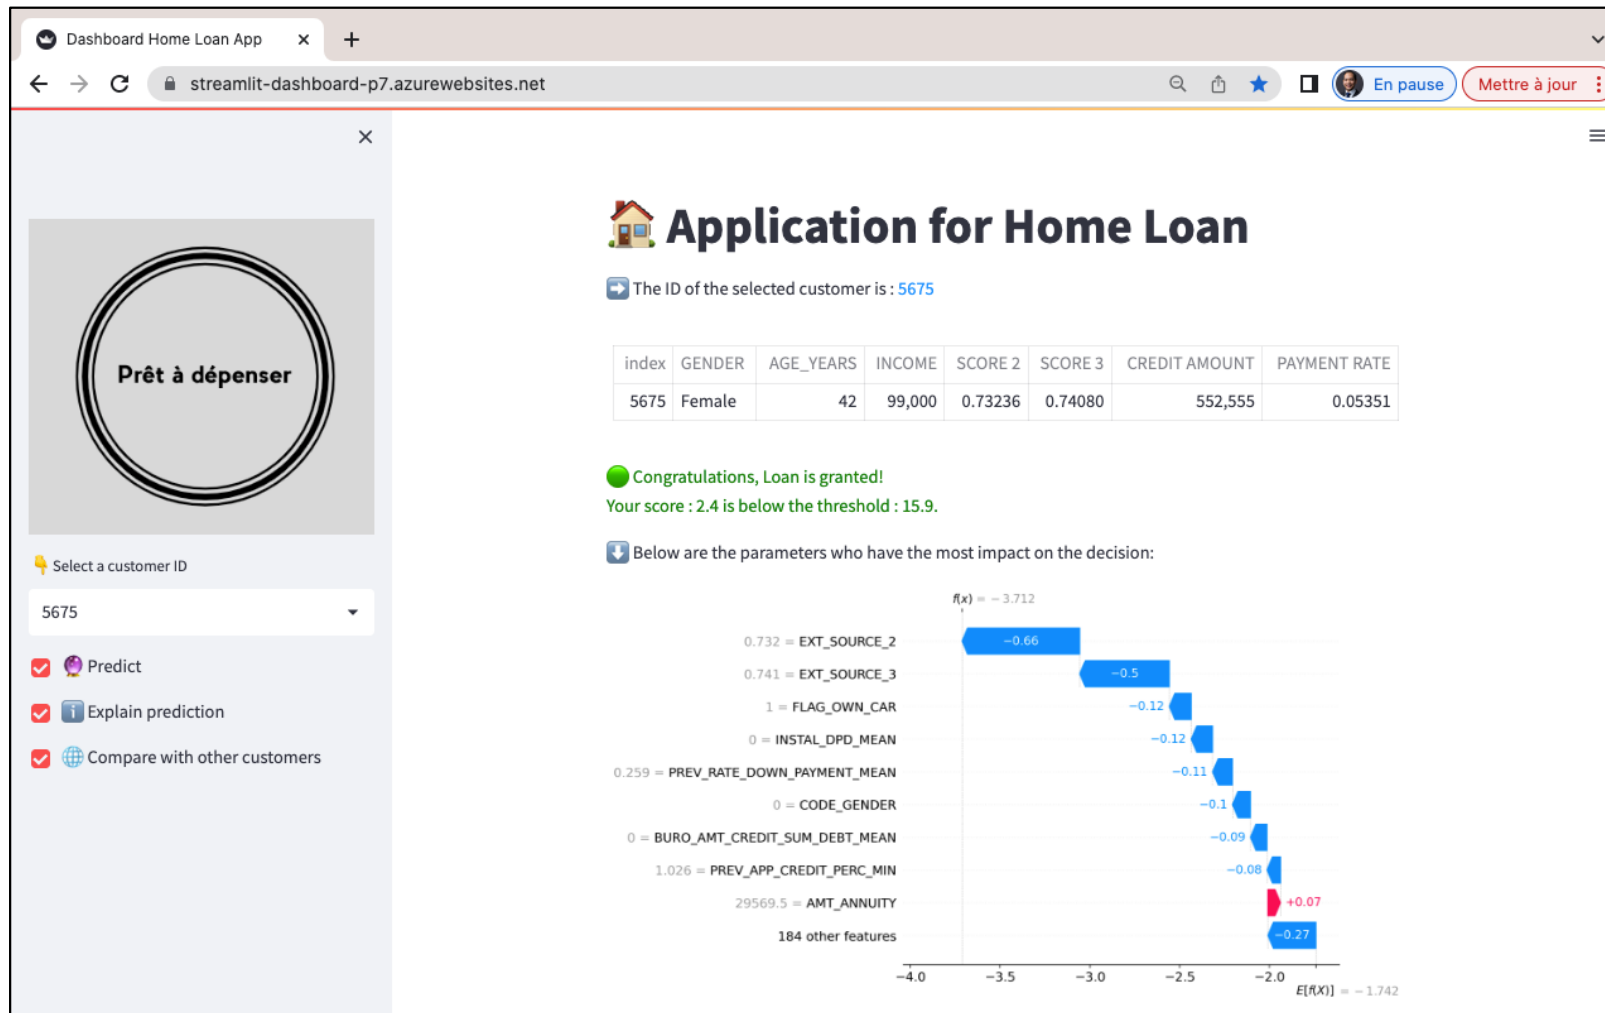 Dashboard Home Loan App
streamlit-dashboard-p7.azurewebsites.net
En pause
Mettre à jour
Prêt à dépenser
Select a customer ID
5675
Predict
Explain prediction
Compare with other customers
Application for Home Loan
The ID of the selected customer is : 5675
index GENDER AGE_YEARS INCOME SCORE 2 SCORE 3 CREDIT AMOUNT PAYMENT RATE
5675 Female 42 99,000 0.73236 0.74080 552,555 0.05351
Congratulations, Loan is granted!
Your score : 2.4 is below the threshold : 15.9.
Below are the parameters who have the most impact on the decision:
f(x) = −3.712
0.732 = EXT_SOURCE_2 −0.66
0.741 = EXT_SOURCE_3 −0.5
1 = FLAG_OWN_CAR −0.12
0 = INSTAL_DPD_MEAN −0.12
0.259 = PREV_RATE_DOWN_PAYMENT_MEAN −0.11
0 = CODE_GENDER −0.1
0 = BURO_AMT_CREDIT_SUM_DEBT_MEAN −0.09
1.026 = PREV_APP_CREDIT_PERC_MIN −0.08
29569.5 = AMT_ANNUITY +0.07
184 other features −0.27
−4.0 −3.5 −3.0 −2.5 −2.0
E[f(X)] = −1.742